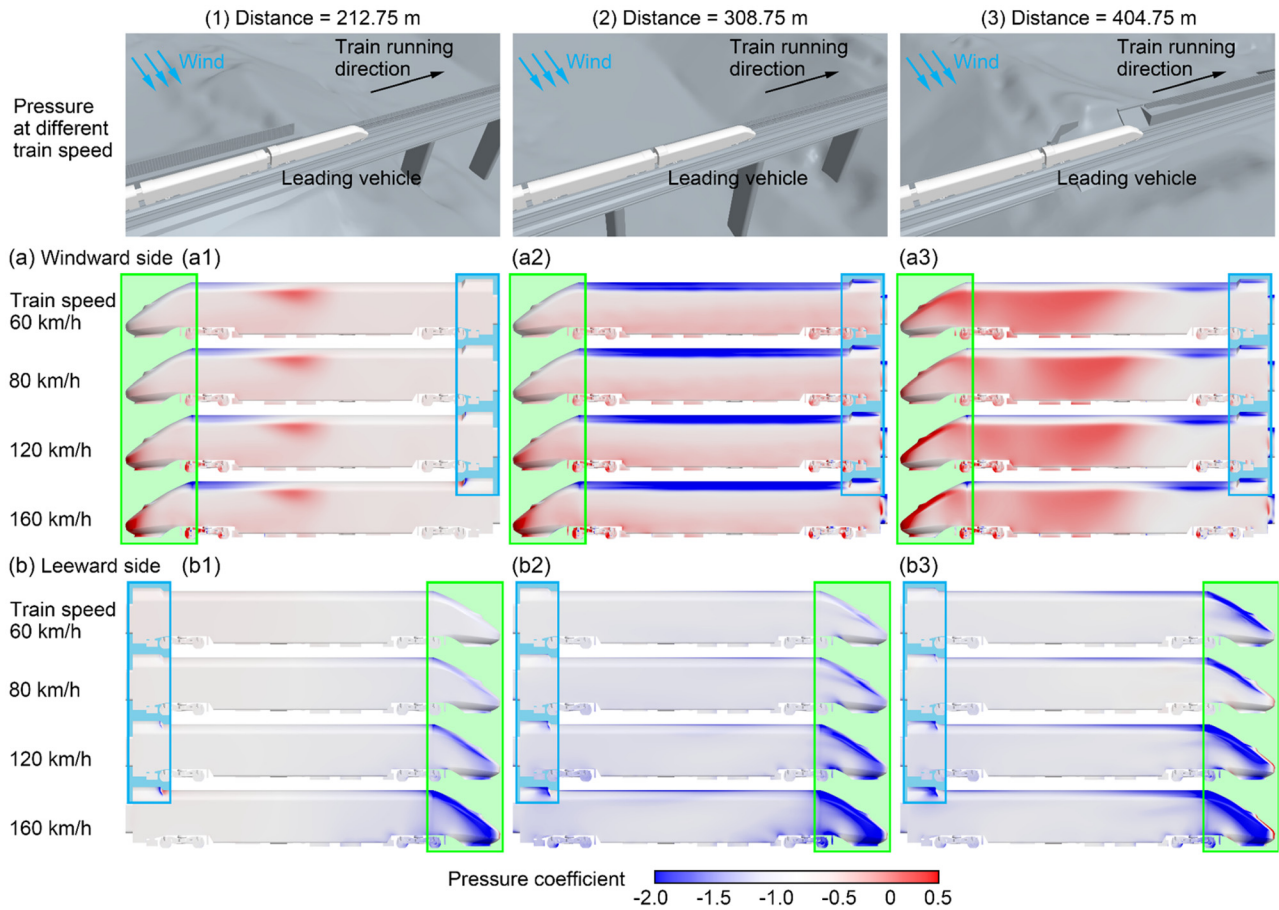 (1) Distance = 212.75 m
(2) Distance = 308.75 m
(3) Distance = 404.75 m
Pressure
at different
train speed
Wind
Train running
direction
Leading vehicle
Wind
Train running
direction
Leading vehicle
Wind
Train running
direction
Leading vehicle
(a) Windward side
(a1)
(a2)
(a3)
Train speed
60 km/h
80 km/h
120 km/h
160 km/h
(b) Leeward side
(b1)
(b2)
(b3)
Train speed
60 km/h
80 km/h
120 km/h
160 km/h
Pressure coefficient
-2.0 -1.5 -1.0 -0.5 0 0.5